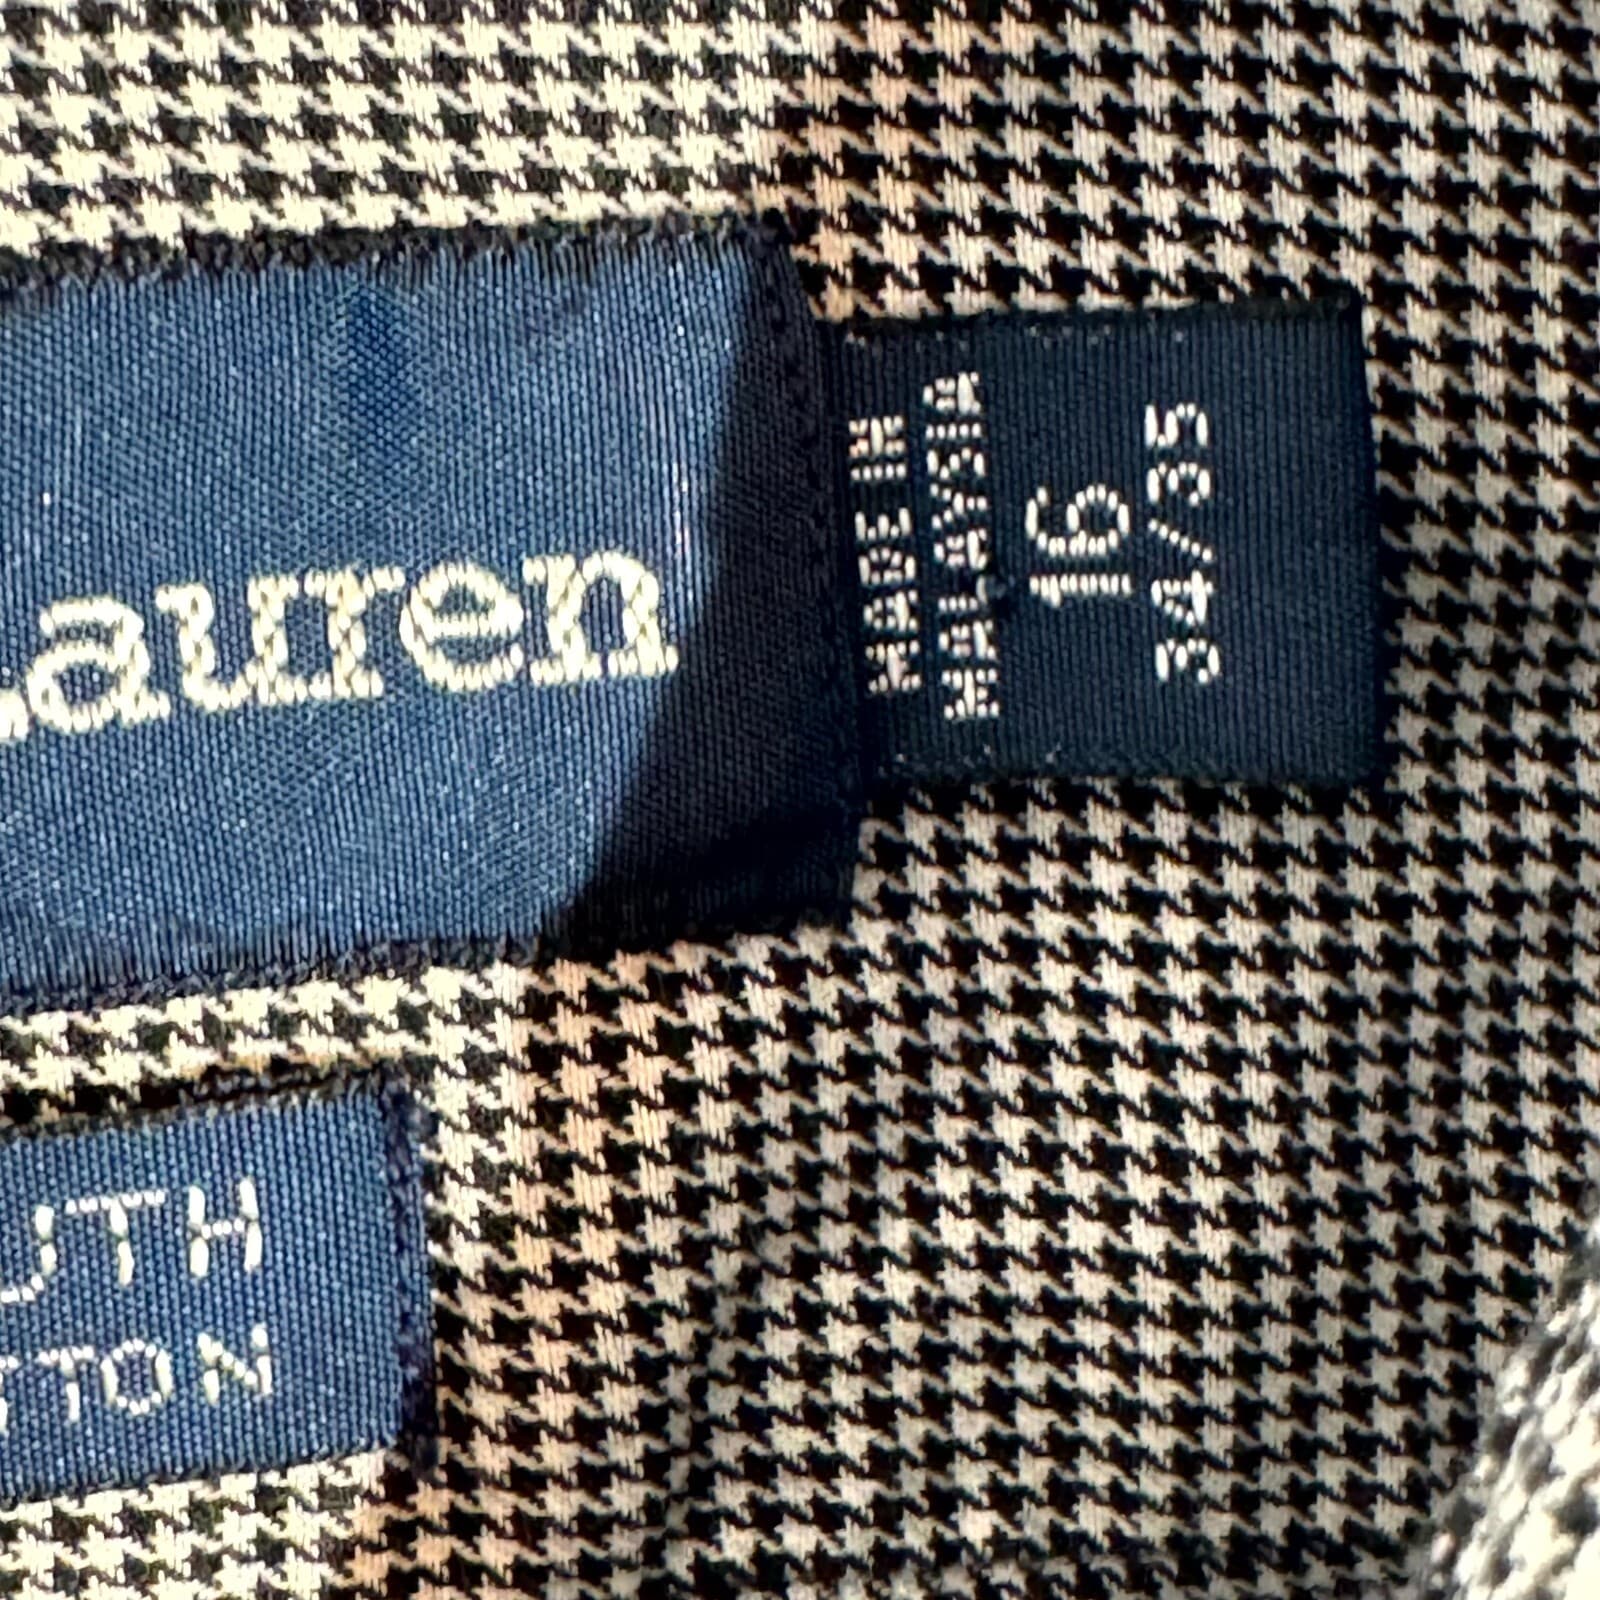 Lauren
MADE IN
MALAYSIA
16
34/35
UTH
TTON